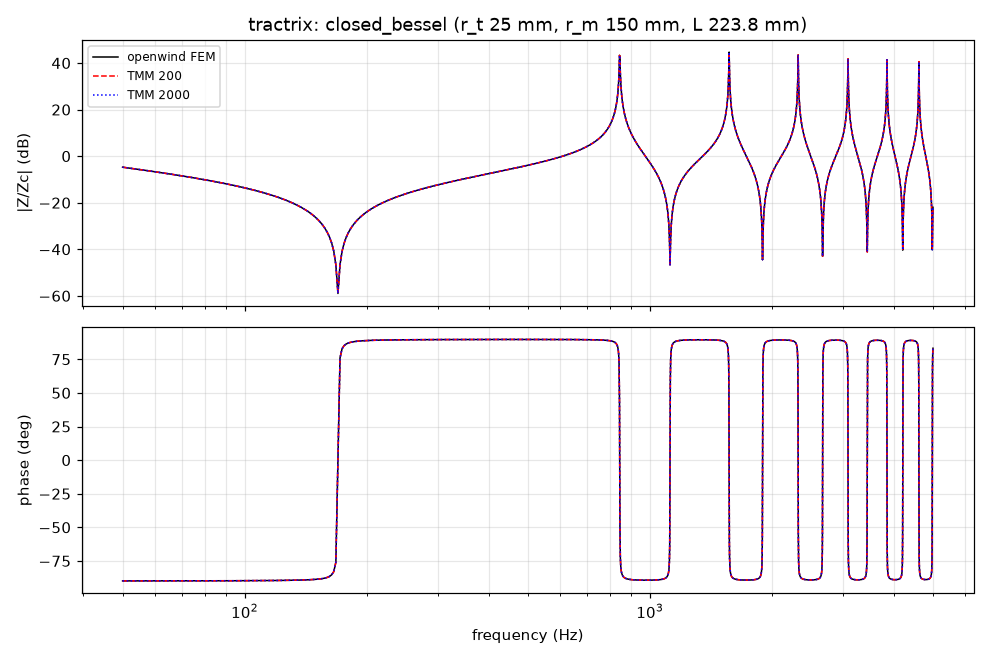 tractrix: closed_bessel (r_t 25 mm, r_m 150 mm, L 223.8 mm)
openwind FEM
TMM 200
TMM 2000
|Z/Zc| (dB)
40
20
0
−20
−40
−60
phase (deg)
75
50
25
0
−25
−50
−75
10²
10³
frequency (Hz)